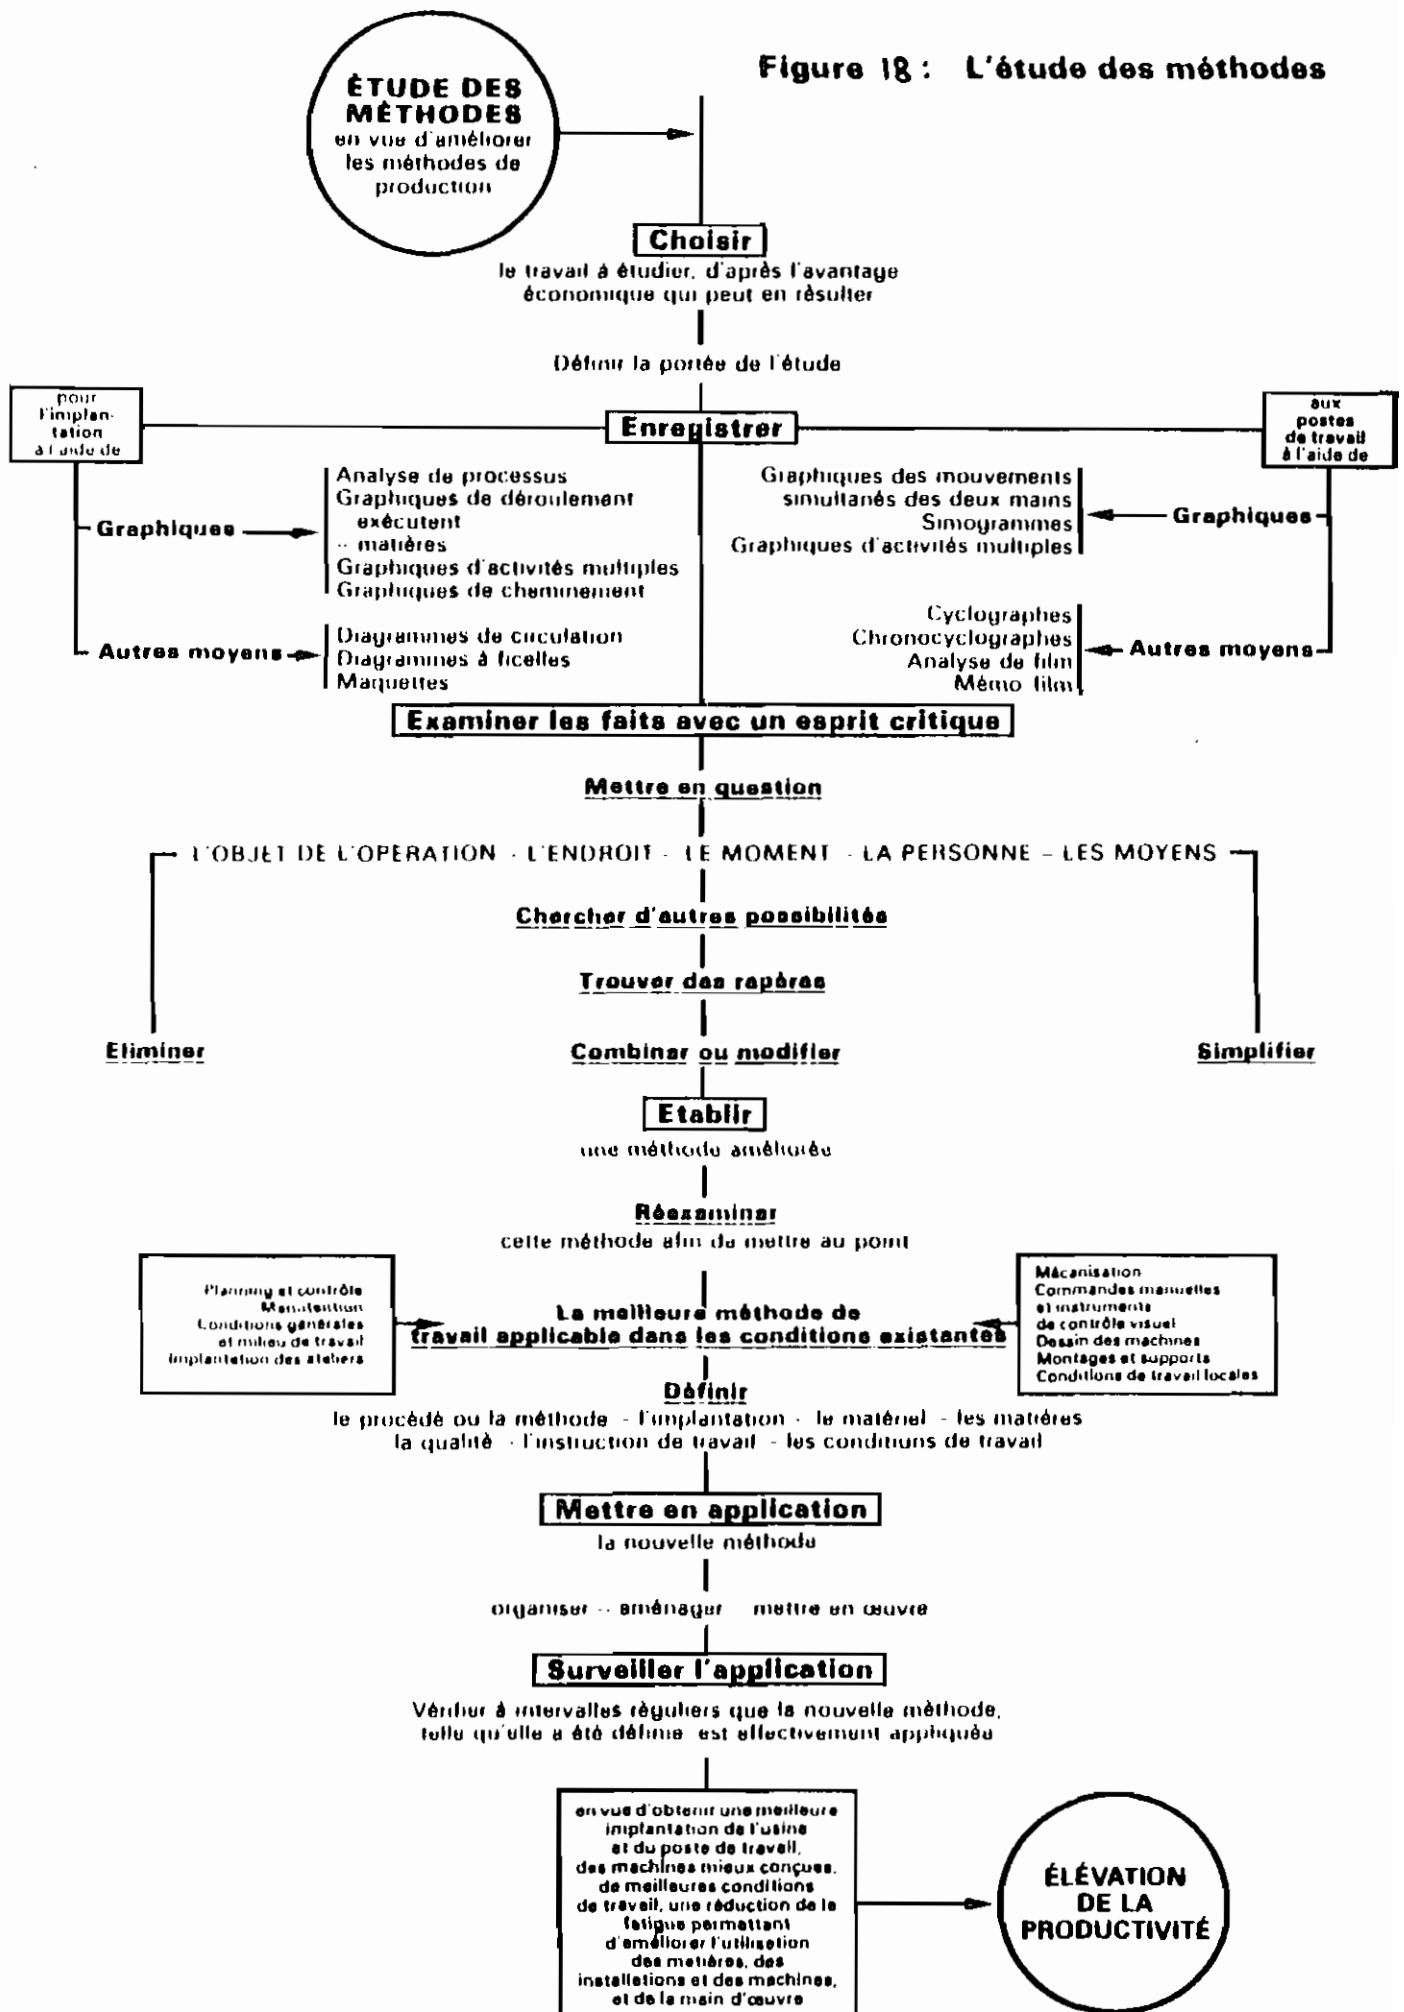 Figure 18 : L'étude des méthodes
ÉTUDE DES
MÉTHODES
en vue d'améliorer
les méthodes de
production
Choisir
le travail à étudier, d'après l'avantage
économique qui peut en résulter
Définir la portée de l'étude
pour
l'implan-
tation
à l'aide de
Enregistrer
aux
postes
de travail
à l'aide de
Graphiques
Analyse de processus
Graphiques de déroulement
exécutent
-- matières
Graphiques d'activités multiples
Graphiques de cheminement
Graphiques des mouvements
simultanés des deux mains
Simogrammes
Graphiques d'activités multiples
Graphiques
Autres moyens
Diagrammes de circulation
Diagrammes à ficelles
Maquettes
Cyclographes
Chronocyclographes
Analyse de film
Mémo film
Autres moyens
Examiner les faits avec un esprit critique
Mettre en question
L'OBJET DE L'OPERATION - L'ENDROIT - LE MOMENT - LA PERSONNE – LES MOYENS
Chercher d'autres possibilités
Trouver des repères
Eliminer
Combiner ou modifier
Simplifier
Etablir
une méthode améliorée
Réexaminer
cette méthode afin de mettre au point
Planning et contrôle
Manutention
Conditions générales
et milieu de travail
Implantation des ateliers
La meilleure méthode de
travail applicable dans les conditions existantes
Mécanisation
Commandes manuelles
et instruments
de contrôle visuel
Dessin des machines
Montages et supports
Conditions de travail locales
Définir
le procédé ou la méthode - l'implantation - le matériel - les matières
la qualité - l'instruction de travail - les conditions de travail
Mettre en application
la nouvelle méthode
organiser -- aménager mettre en œuvre
Surveiller l'application
Vérifier à intervalles réguliers que la nouvelle méthode,
telle qu'elle a été définie est effectivement appliquée
en vue d'obtenir une meilleure
implantation de l'usine
et du poste de travail,
des machines mieux conçues,
de meilleures conditions
de travail, une réduction de la
fatigue permettant
d'améliorer l'utilisation
des matières, des
installations et des machines,
et de la main d'œuvre
ÉLÉVATION
DE LA
PRODUCTIVITÉ